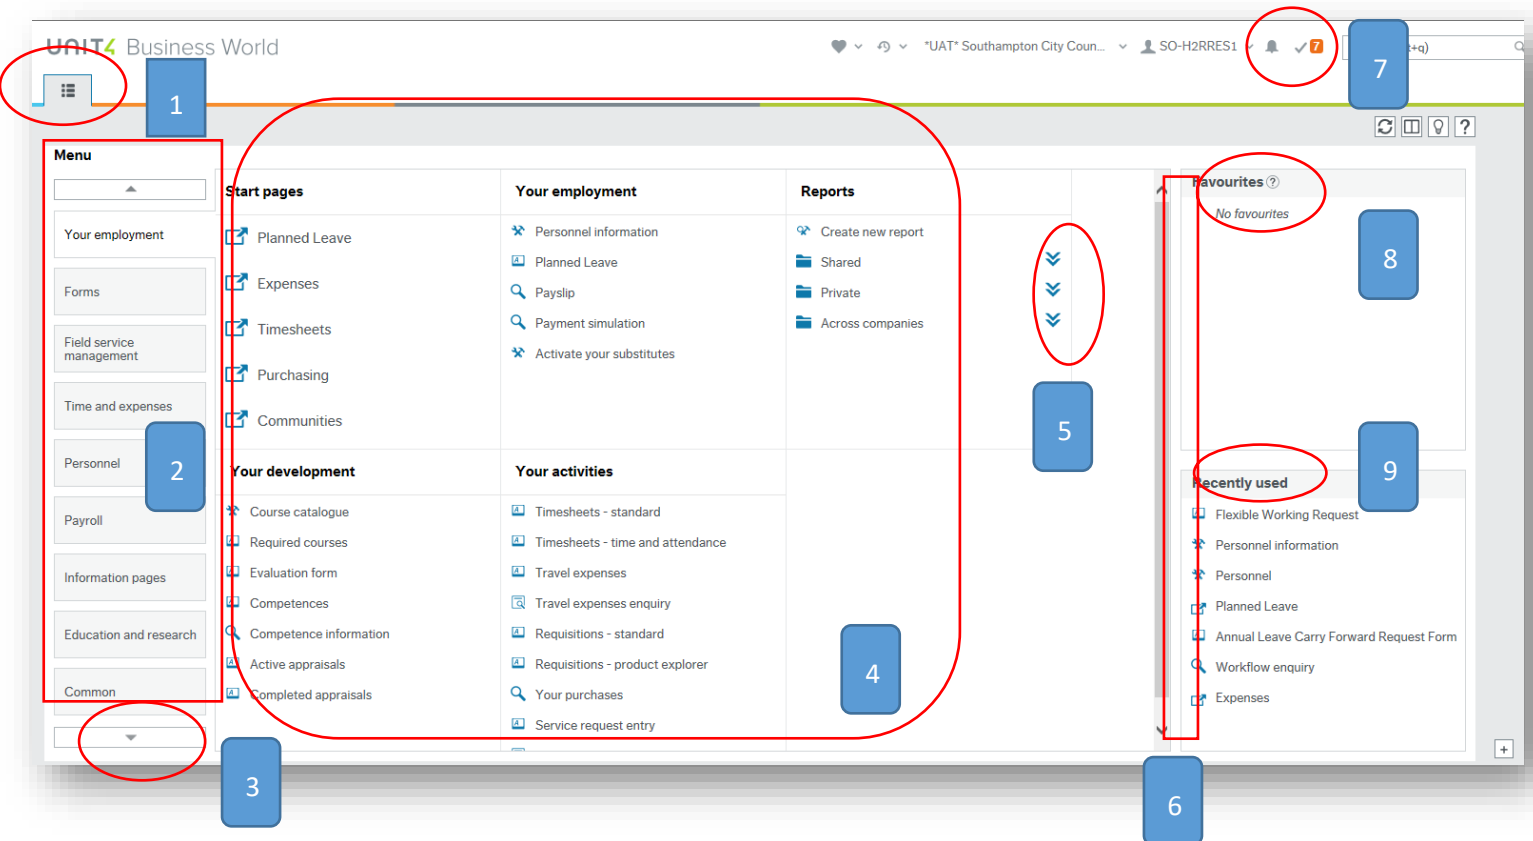 UNIT4 Business World
*UAT* Southampton City Coun...
SO-H2RRES1
7
t+q)
1
7
Menu
Start pages
Your employment
Reports
Favourites ?
No favourites
Your employment
Forms
Field service
management
Time and expenses
Personnel
Payroll
Information pages
Education and research
Common
Planned Leave
Expenses
Timesheets
Purchasing
Communities
Personnel information
Planned Leave
Payslip
Payment simulation
Activate your substitutes
Create new report
Shared
Private
Across companies
8
5
2
9
Your development
Course catalogue
Required courses
Evaluation form
Competences
Competence information
Active appraisals
Completed appraisals
Your activities
Timesheets - standard
Timesheets - time and attendance
Travel expenses
Travel expenses enquiry
Requisitions - standard
Requisitions - product explorer
Your purchases
Service request entry
4
Recently used
Flexible Working Request
Personnel information
Personnel
Planned Leave
Annual Leave Carry Forward Request Form
Workflow enquiry
Expenses
3
6